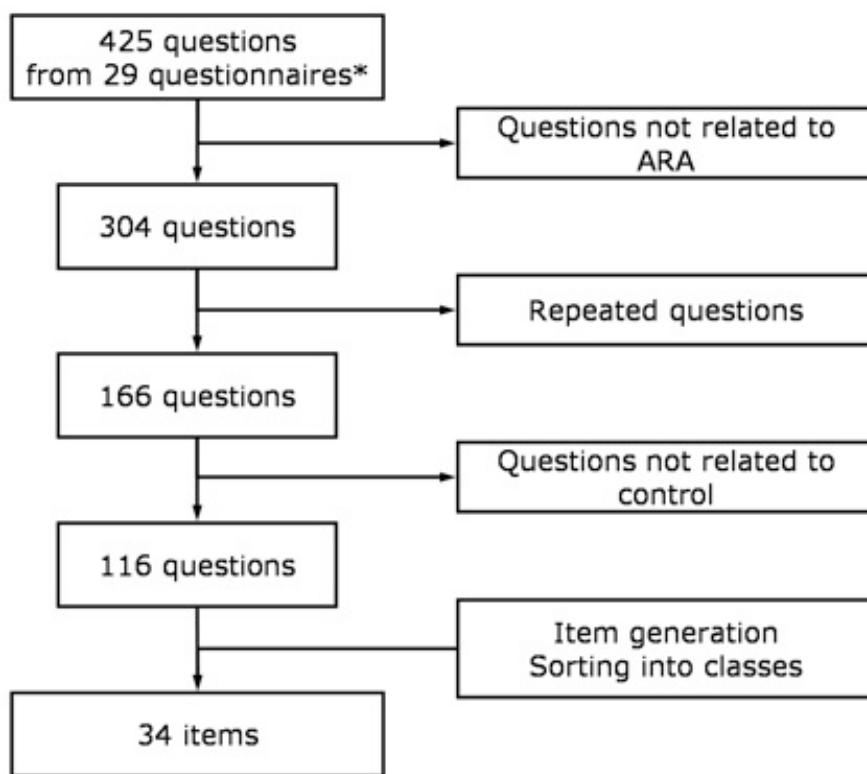 425 questions
from 29 questionnaires*
Questions not related to
ARA
304 questions
Repeated questions
166 questions
Questions not related to
control
116 questions
Item generation
Sorting into classes
34 items